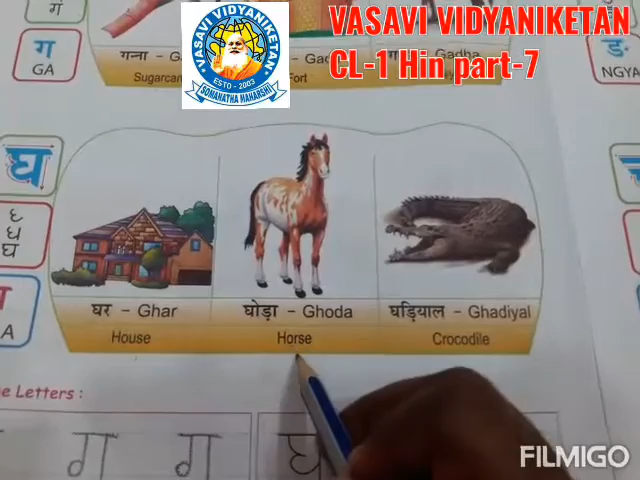 VASAVI VIDYANIKETAN
CL-1 Hin part-7
VASAVI VIDYANIKETAN
ESTD - 2003
SOMANATHA MAHARSHI
ग
GA
गन्ना - Ga
Sugarcan
Fort
Gadha
ङ
NGYA
घ
घ
घर - Ghar
घोड़ा - Ghoda
घड़ियाल - Ghadiyal
House
Horse
Crocodile
A
e Letters :
ग ग घ
FILMIGO